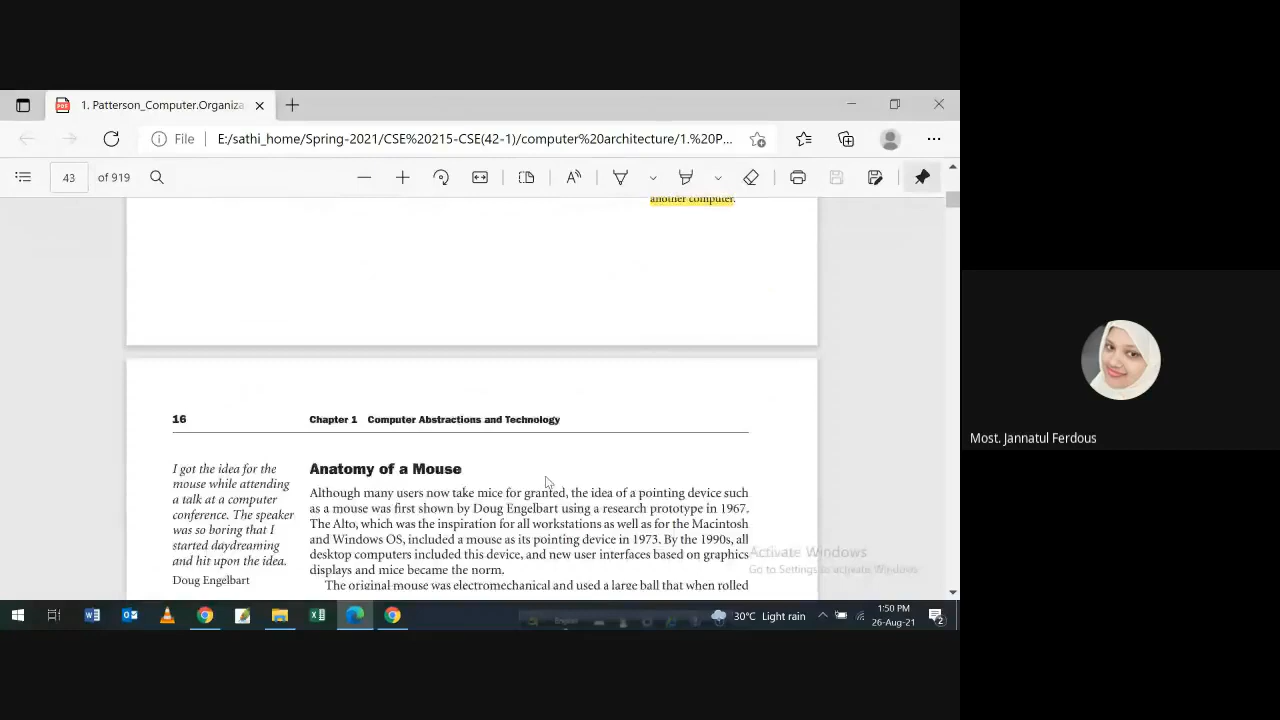 1. Patterson_Computer.Organiza
File
E:/sathi_home/Spring-2021/CSE%20215-CSE(42-1)/computer%20architecture/1.%20P...
43
of 919
another computer.
16
Chapter 1 Computer Abstractions and Technology
I got the idea for the
mouse while attending
a talk at a computer
conference. The speaker
was so boring that I
started daydreaming
and hit upon the idea.
Doug Engelbart
Anatomy of a Mouse
Although many users now take mice for granted, the idea of a pointing device such
as a mouse was first shown by Doug Engelbart using a research prototype in 1967.
The Alto, which was the inspiration for all workstations as well as for the Macintosh
and Windows OS, included a mouse as its pointing device in 1973. By the 1990s, all
desktop computers included this device, and new user interfaces based on graphics
displays and mice became the norm.
The original mouse was electromechanical and used a large ball that when rolled
Activate Windows
Go to Settings to activate Windows.
30°C Light rain
1:50 PM
26-Aug-21
2
Most. Jannatul Ferdous